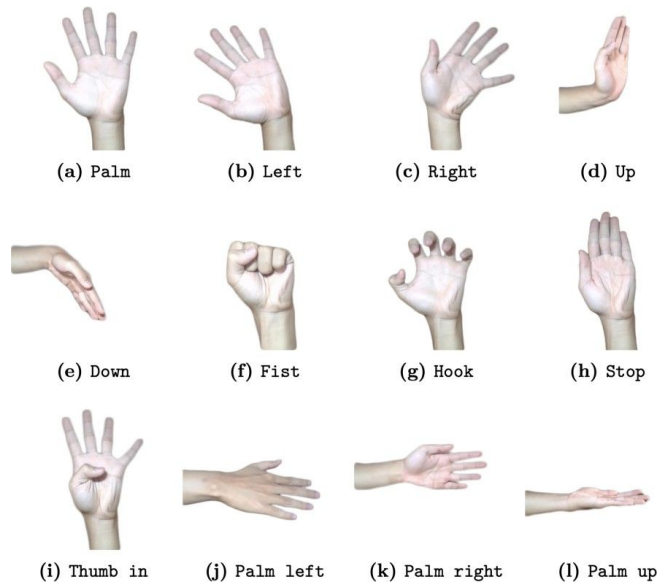 (a) Palm
(b) Left
(c) Right
(d) Up
(e) Down
(f) Fist
(g) Hook
(h) Stop
(i) Thumb in
(j) Palm left
(k) Palm right
(l) Palm up